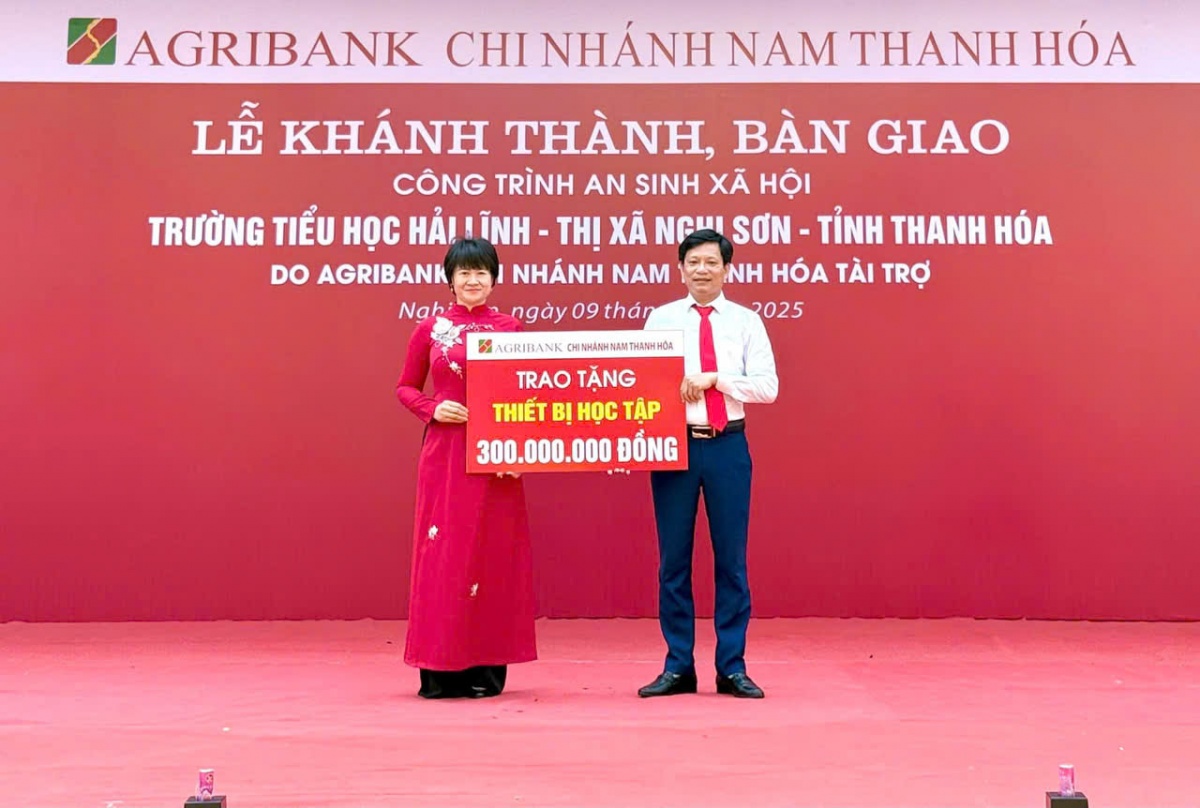 AGRIBANK CHI NHÁNH NAM THANH HÓA
LỄ KHÁNH THÀNH, BÀN GIAO
CÔNG TRÌNH AN SINH XÃ HỘI
TRƯỜNG TIỂU HỌC HẢI LĨNH - THỊ XÃ NGHI SƠN - TỈNH THANH HÓA
DO AGRIBANK NHÁNH NAM HÓA TÀI TRỢ
ngày 09 2025
AGRIBANK CHI NHÁNH NAM THANH HÓA
TRAO TẶNG
THIẾT BỊ HỌC TẬP
300.000.000 ĐỒNG